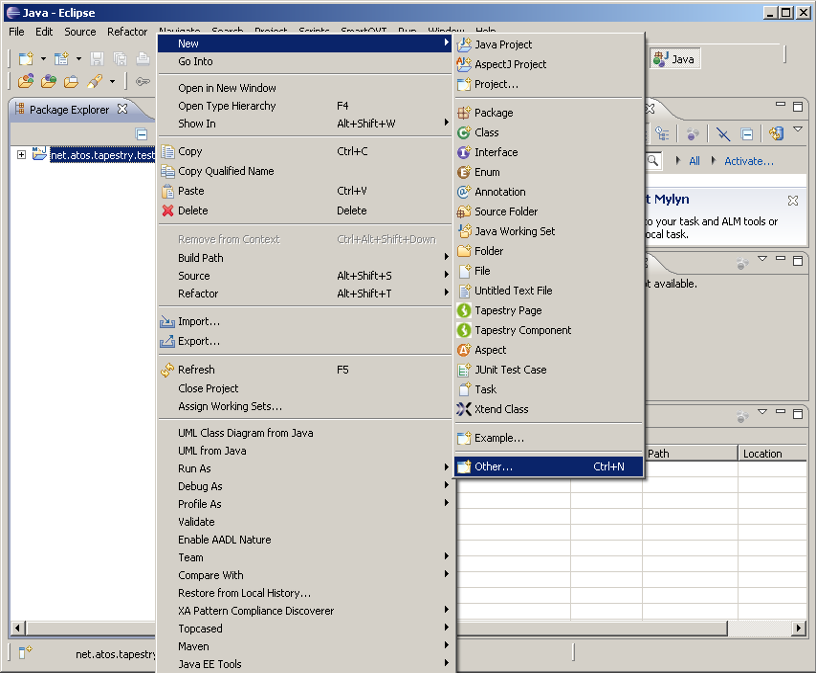 Java - Eclipse
File Edit Source Refactor Navigate Search Project Scripts SmartQVT Run Window Help
Java
Package Explorer
net.atos.tapestry.test
New
Go Into
Open in New Window
Open Type Hierarchy F4
Show In Alt+Shift+W
Copy Ctrl+C
Copy Qualified Name
Paste Ctrl+V
Delete Delete
Remove from Context Ctrl+Alt+Shift+Down
Build Path
Source Alt+Shift+S
Refactor Alt+Shift+T
Import...
Export...
Refresh F5
Close Project
Assign Working Sets...
UML Class Diagram from Java
UML from Java
Run As
Debug As
Profile As
Validate
Enable AADL Nature
Team
Compare With
Restore from Local History...
XA Pattern Compliance Discoverer
Topcased
Maven
Java EE Tools
Java Project
AspectJ Project
Project...
Package
Class
Interface
Enum
Annotation
Source Folder
Java Working Set
Folder
File
Untitled Text File
Tapestry Page
Tapestry Component
Aspect
JUnit Test Case
Task
Xtend Class
Example...
Other... Ctrl+N
All Activate...
t Mylyn
to your task and ALM tools or
ocal task.
t available.
Path Location
net.atos.tapestry